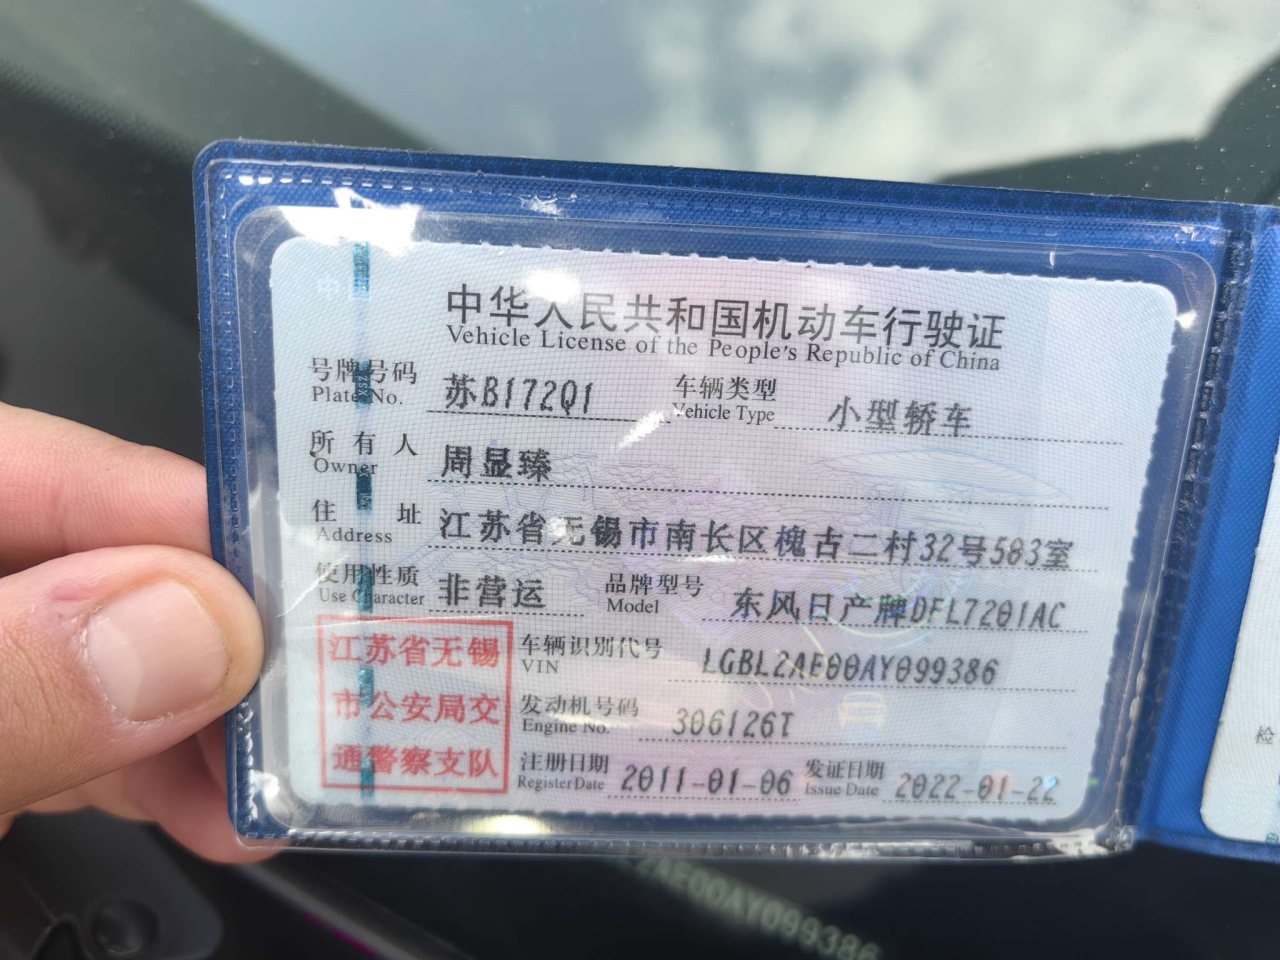 中华人民共和国机动车行驶证
Vehicle License of the People's Republic of China
号牌号码 苏B172Q1 车辆类型 小型轿车
Plate No. Vehicle Type
所有人 周显臻
Owner
住址 江苏省无锡市南长区槐古二村32号583室
Address
使用性质 非营运 品牌型号 东风日产牌DFL7201AC
Use Character Model
江苏省无锡
市公安局交
通警察支队
车辆识别代号 LGBL2AE00AY099386
VIN
发动机号码 306126T
Engine No.
注册日期 2011-01-06 发证日期 2022-01-22
Register Date Issue Date
检
2AE00AY099386